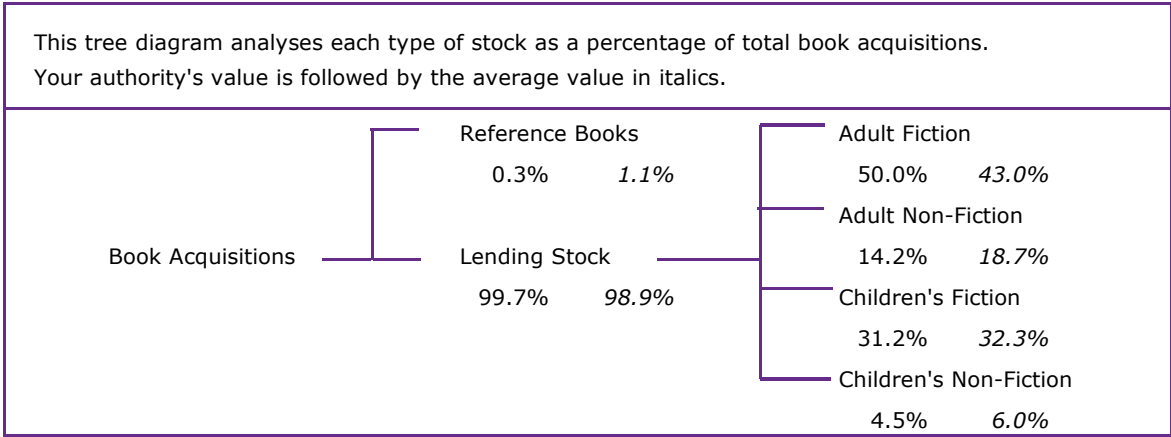 This tree diagram analyses each type of stock as a percentage of total book acquisitions.
Your authority's value is followed by the average value in italics.
Reference Books
0.3% 1.1%
Book Acquisitions
Lending Stock
99.7% 98.9%
Adult Fiction
50.0% 43.0%
Adult Non-Fiction
14.2% 18.7%
Children's Fiction
31.2% 32.3%
Children's Non-Fiction
4.5% 6.0%